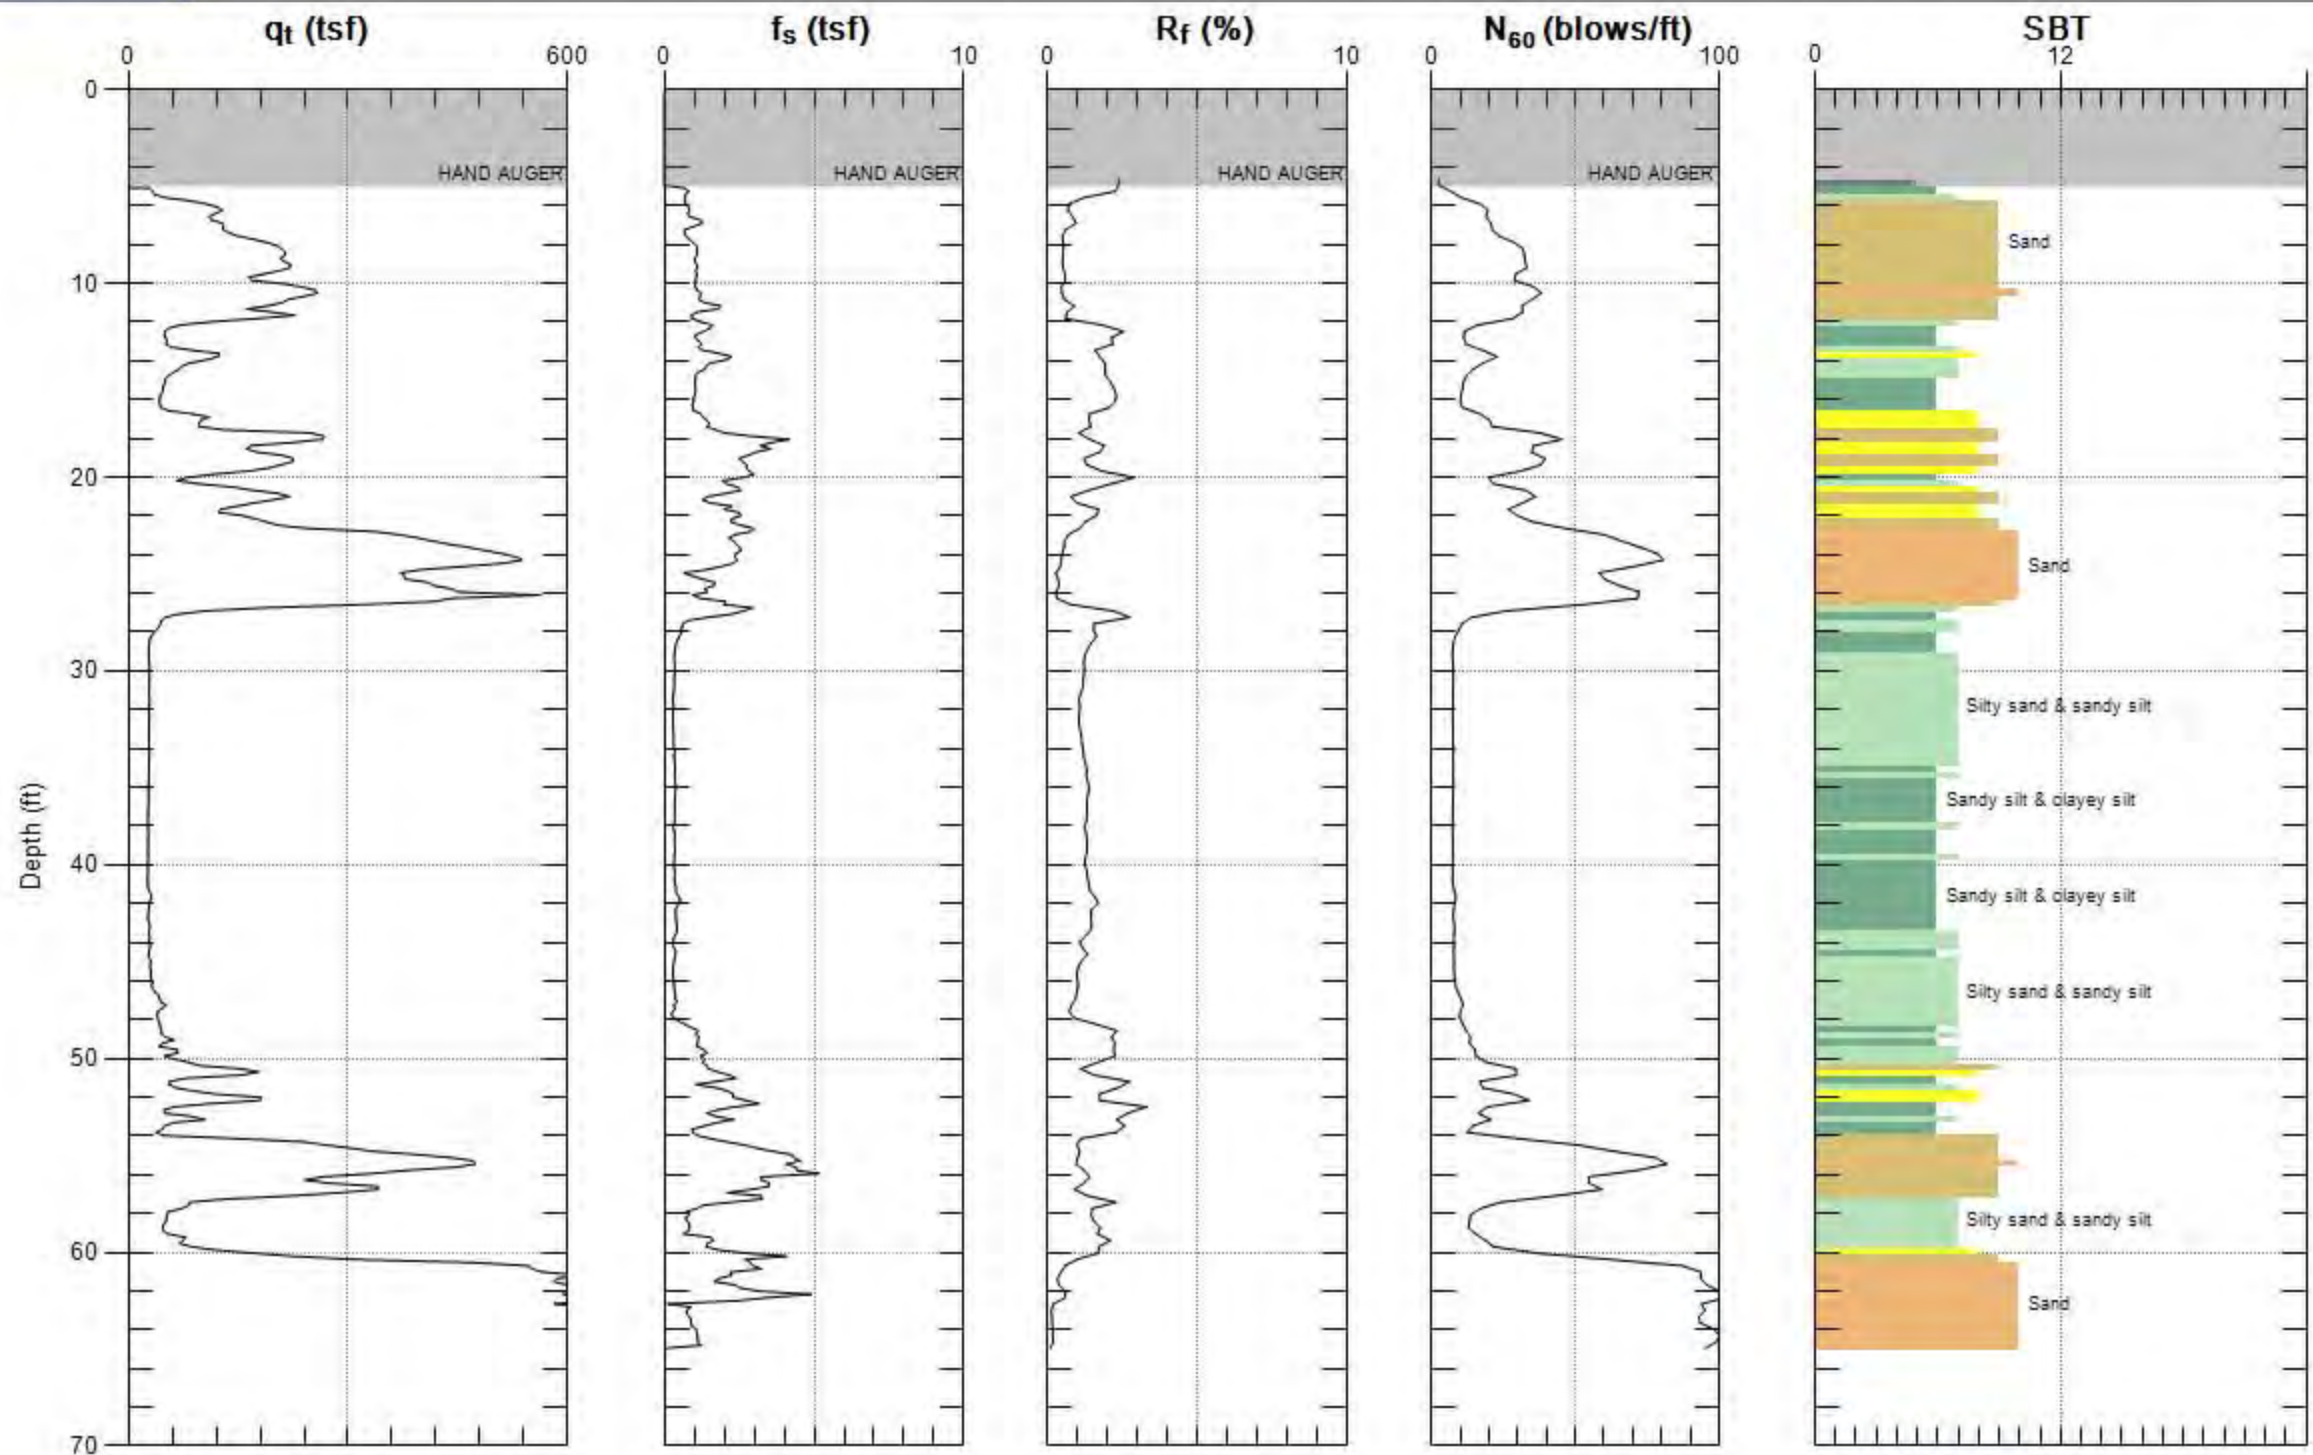 qt (tsf) fs (tsf) Rf (%) N60 (blows/ft) SBT
0 600 0 10 0 10 0 100 0 12
0
HAND AUGER HAND AUGER HAND AUGER HAND AUGER
Sand
10
20
Sand
30
Silty sand & sandy silt
Sandy silt & clayey silt
Depth (ft)
40
Sandy silt & clayey silt
Silty sand & sandy silt
50
Silty sand & sandy silt
60
Sand
70